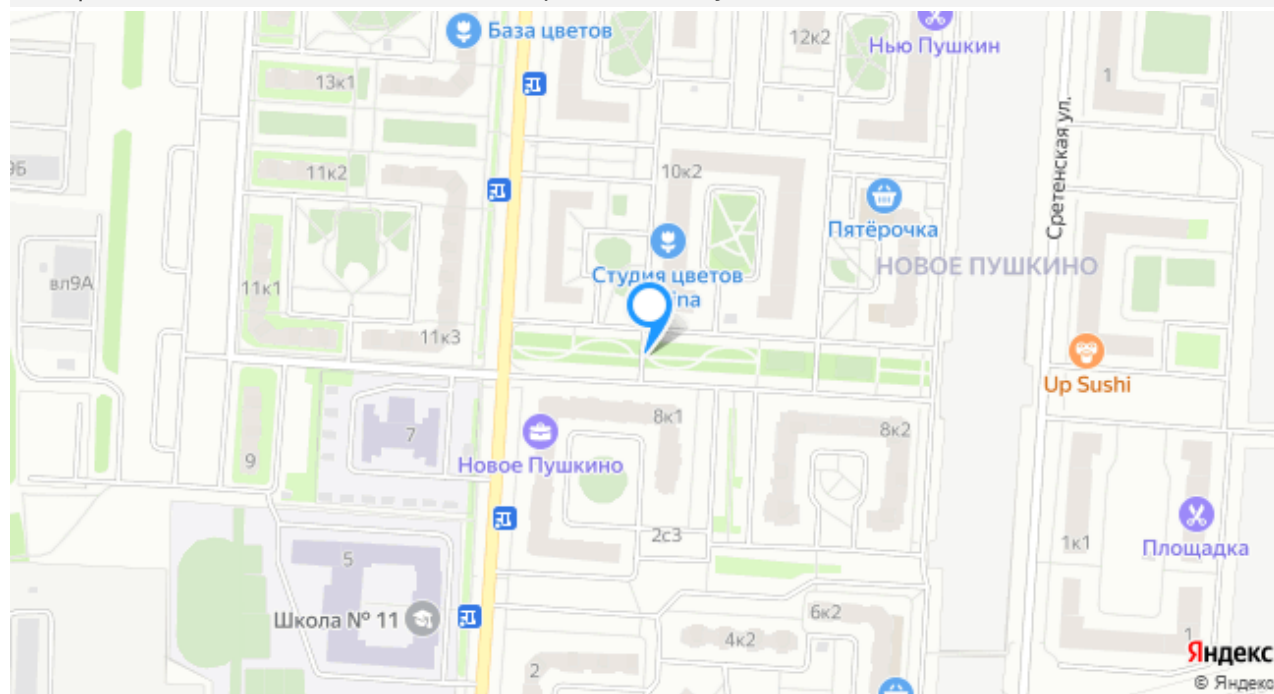 База цветов
12к2
Нью Пушкин
13к1
1
Сретенская ул.
9Б
11к2
10к2
Пятёрочка
Студия цветов
ina
НОВОЕ ПУШКИНО
вл9А
11к1
11к3
Up Sushi
8к1
8к2
7
9
Новое Пушкино
2с3
1к1
Площадка
5
Школа № 11
6к2
4к2
1
2
Яндекс
© Яндекс